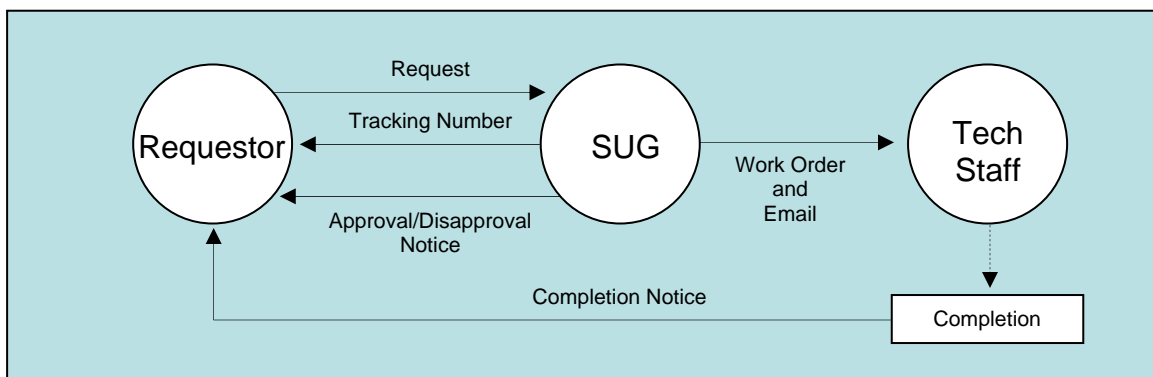 Request
Tracking Number
Requestor
SUG
Tech
Staff
Work Order
and
Email
Approval/Disapproval
Notice
Completion Notice
Completion